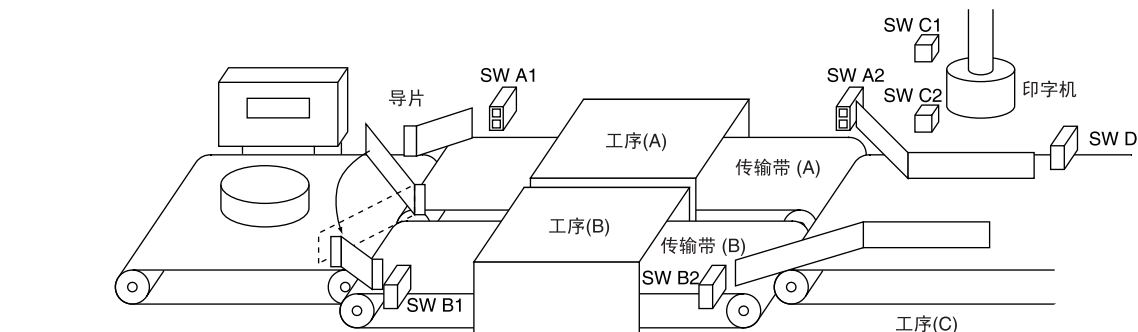 SW C1
SW A1
SW A2
导片
SW C2
印字机
工序(A)
SW D
传输带 (A)
工序(B)
传输带 (B)
SW B1
SW B2
工序(C)